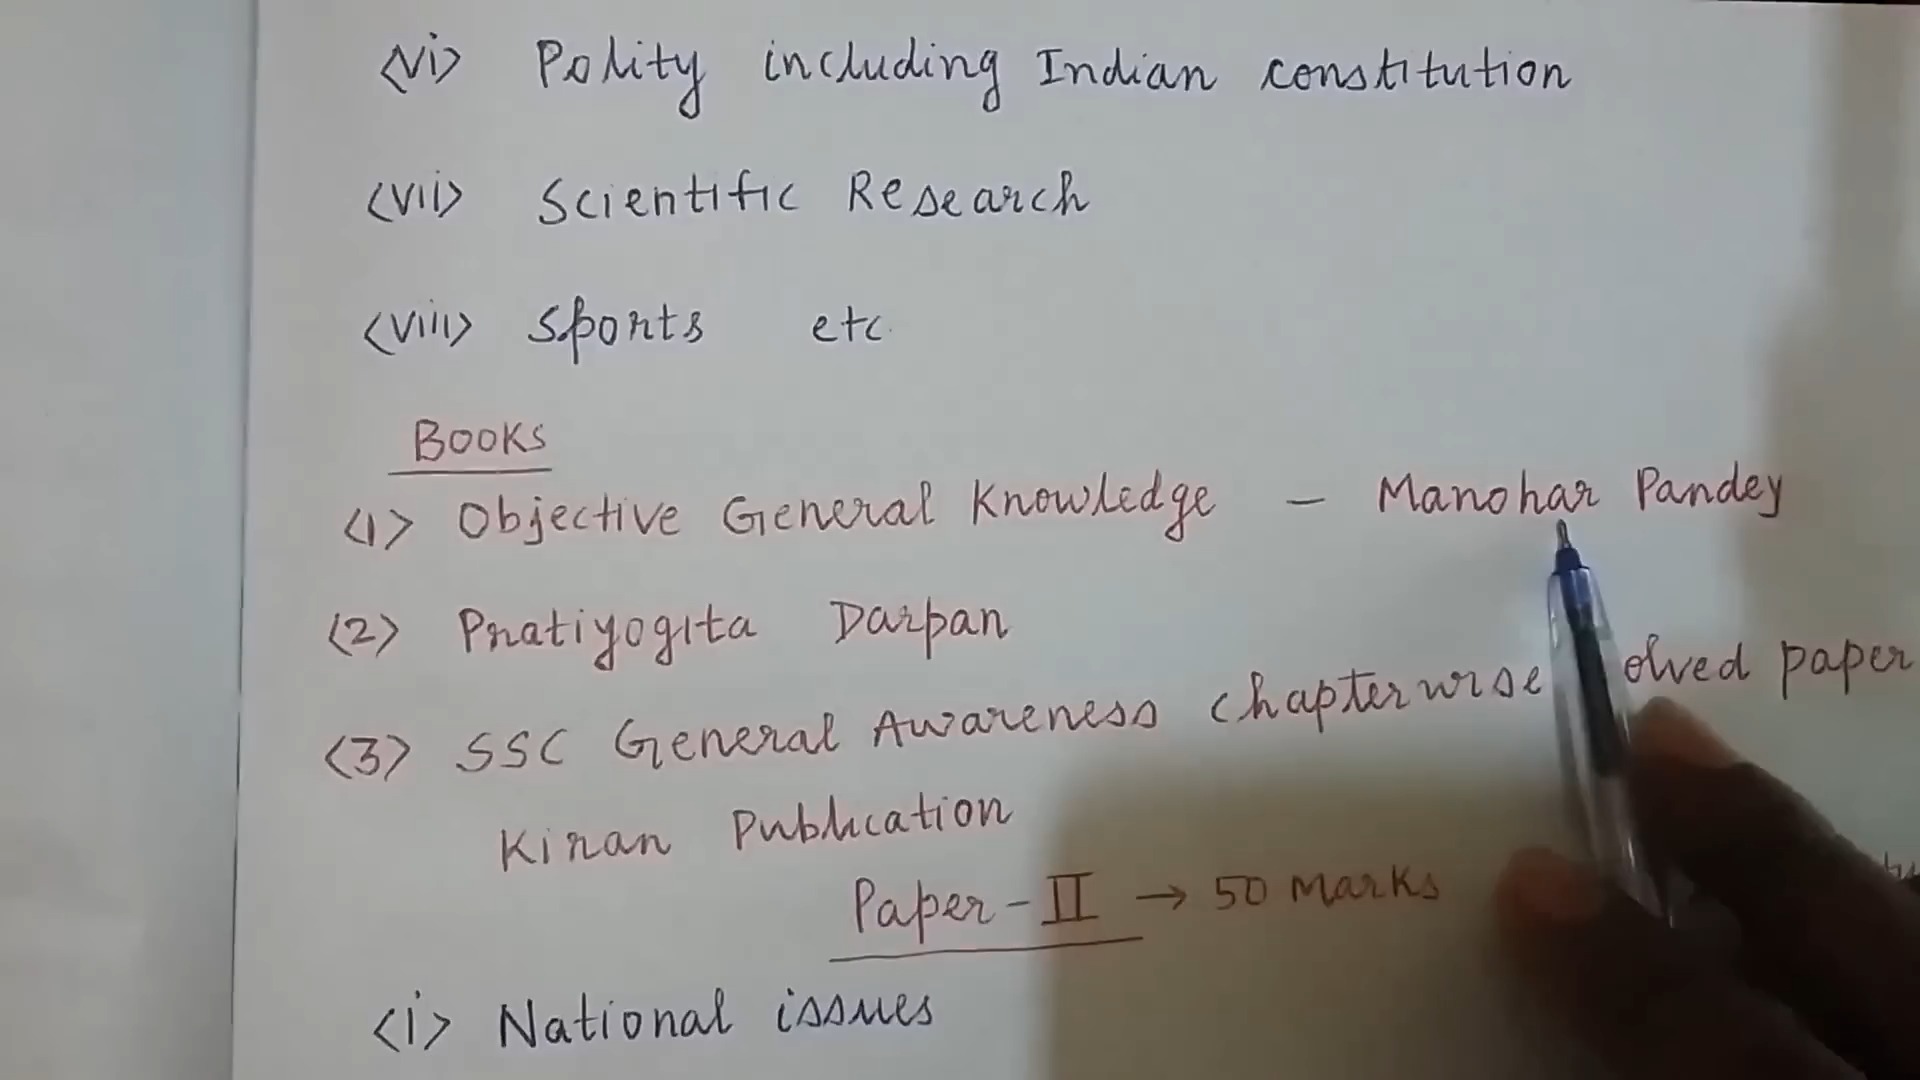 <vi> Polity including Indian constitution
<vii> Scientific Research
<viii> Sports etc.
Books
<1> Objective General Knowledge - Manohar Pandey
<2> Pratiyogita Darpan
<3> SSC General Awareness chapterwise olved paper
Kiran Publication
Paper-II → 50 Marks
<i> National issues